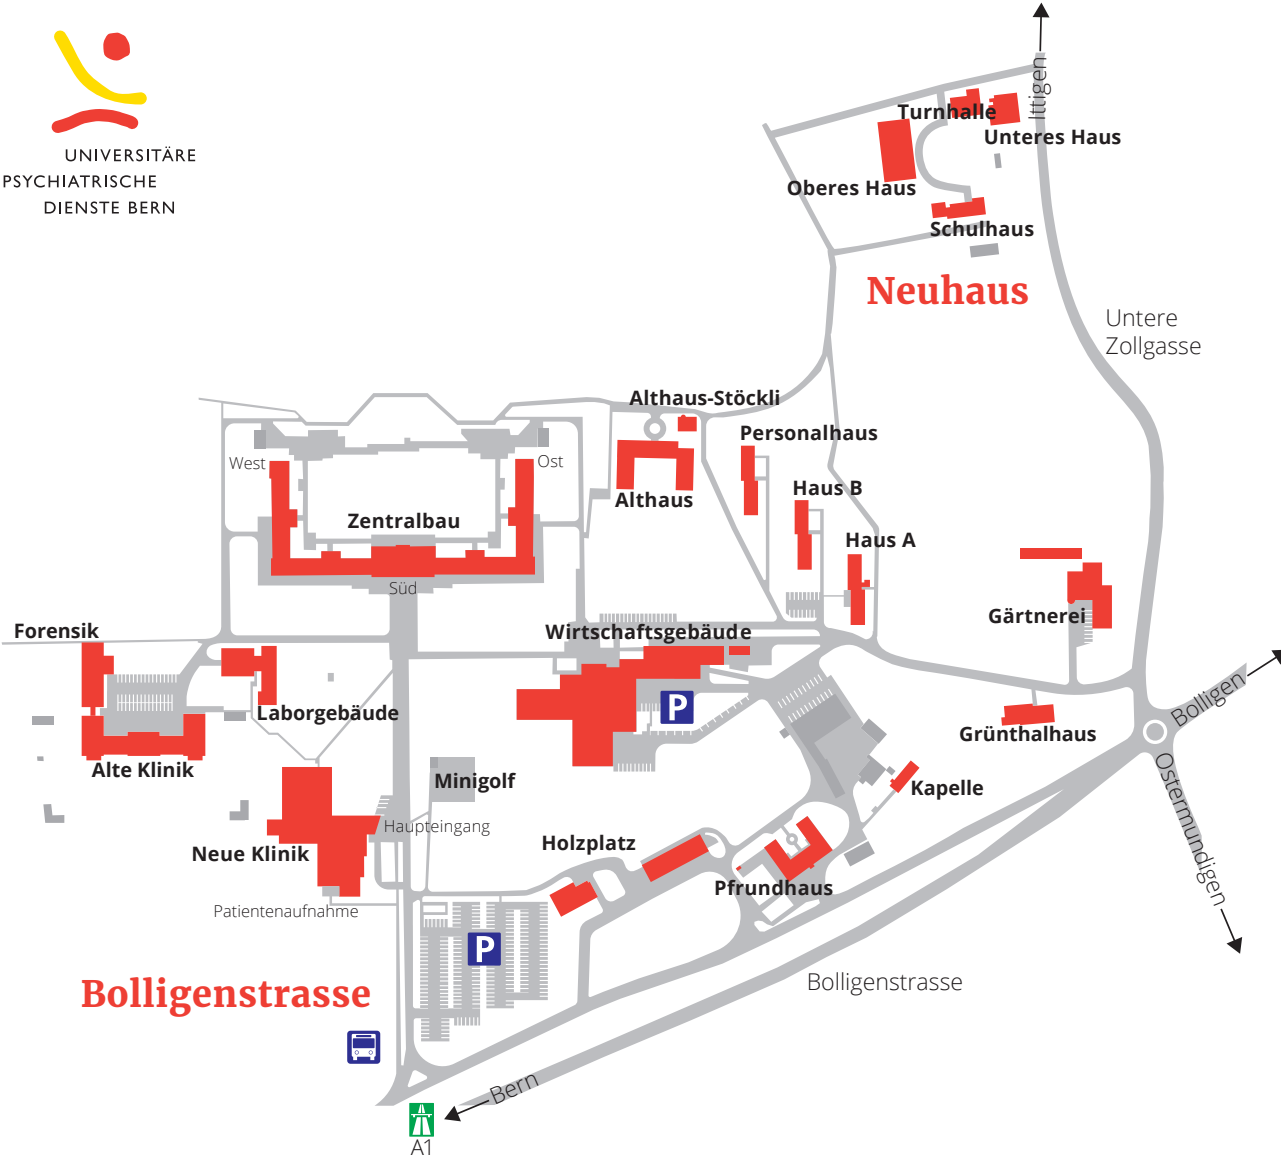 UNIVERSITÄRE
PSYCHIATRISCHE
DIENSTE BERN
Ittigen
Turnhalle
Unteres Haus
Oberes Haus
Schulhaus
Neuhaus
Untere
Zollgasse
Althaus-Stöckli
Personalhaus
West
Ost
Althaus
Haus B
Zentralbau
Haus A
Süd
Gärtnerei
Forensik
Wirtschaftsgebäude
Laborgebäude
P
Bolligen
Grünthalhaus
Alte Klinik
Minigolf
Kapelle
Ostermundigen
Haupteingang
Holzplatz
Neue Klinik
Pfrundhaus
Patientenaufnahme
P
Bolligenstrasse
Bolligenstrasse
Bern
A1